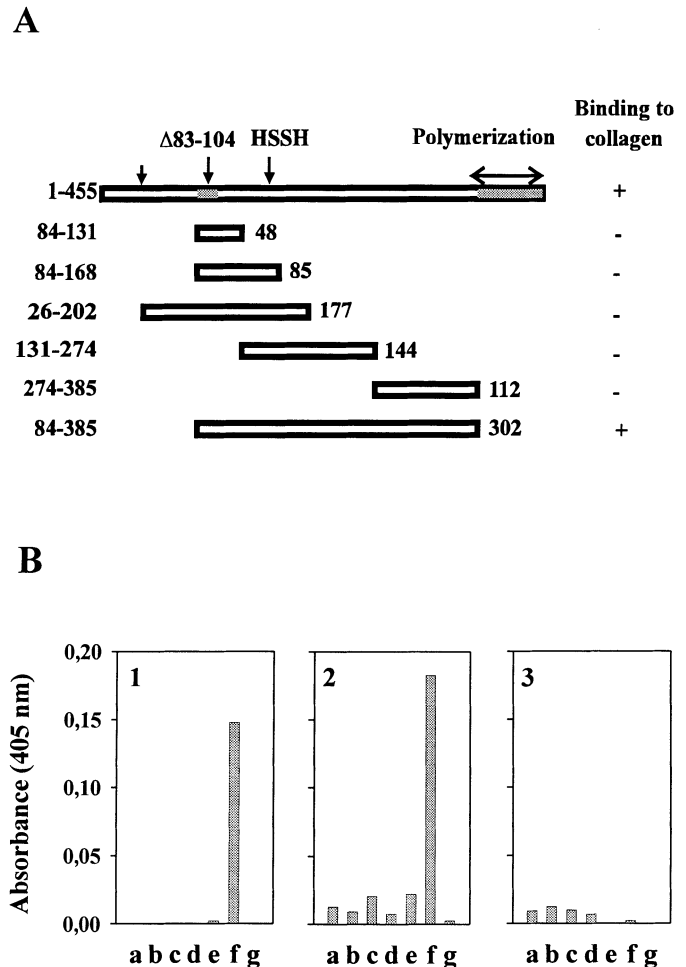 A
Binding to
collagen
Δ83-104 HSSH Polymerization
1-455 +
84-131 48 -
84-168 85 -
26-202 177 -
131-274 144 -
274-385 112 -
84-385 302 +
B
Absorbance (405 nm)
0,20
0,15
0,10
0,05
0,00
1 2 3
a b c d e f g a b c d e f g a b c d e f g